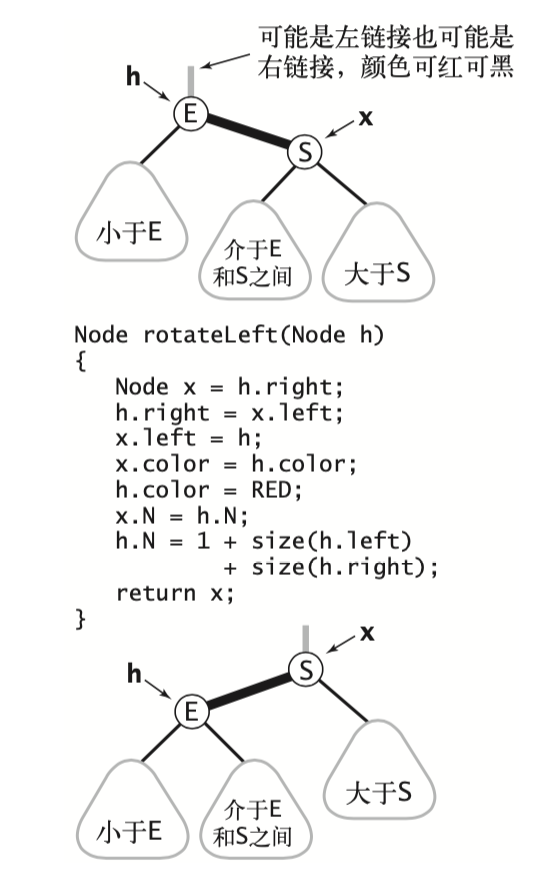 可能是左链接也可能是
右链接，颜色可红可黑
h
E
x
S
小于E
介于E
和S之间
大于S
Node rotateLeft(Node h)
{
Node x = h.right;
h.right = x.left;
x.left = h;
x.color = h.color;
h.color = RED;
x.N = h.N;
h.N = 1 + size(h.left)
+ size(h.right);
return x;
}
x
h
S
E
小于E
介于E
和S之间
大于S